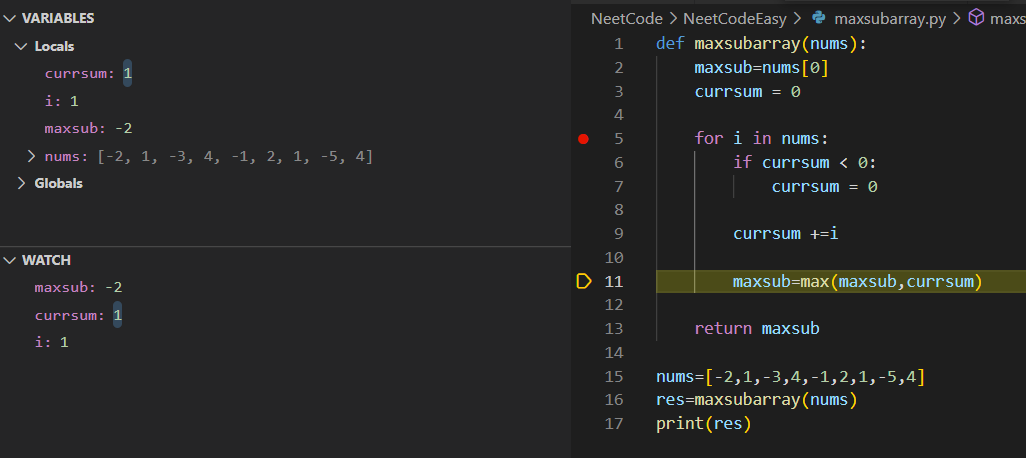 VARIABLES
Locals
currsum: 1
i: 1
maxsub: -2
nums: [-2, 1, -3, 4, -1, 2, 1, -5, 4]
Globals
WATCH
maxsub: -2
currsum: 1
i: 1
NeetCode > NeetCodeEasy > maxsubarray.py > maxs
1 def maxsubarray(nums):
2 maxsub=nums[0]
3 currsum = 0
4
5 for i in nums:
6 if currsum < 0:
7 currsum = 0
8
9 currsum +=i
10
11 maxsub=max(maxsub,currsum)
12
13 return maxsub
14
15 nums=[-2,1,-3,4,-1,2,1,-5,4]
16 res=maxsubarray(nums)
17 print(res)